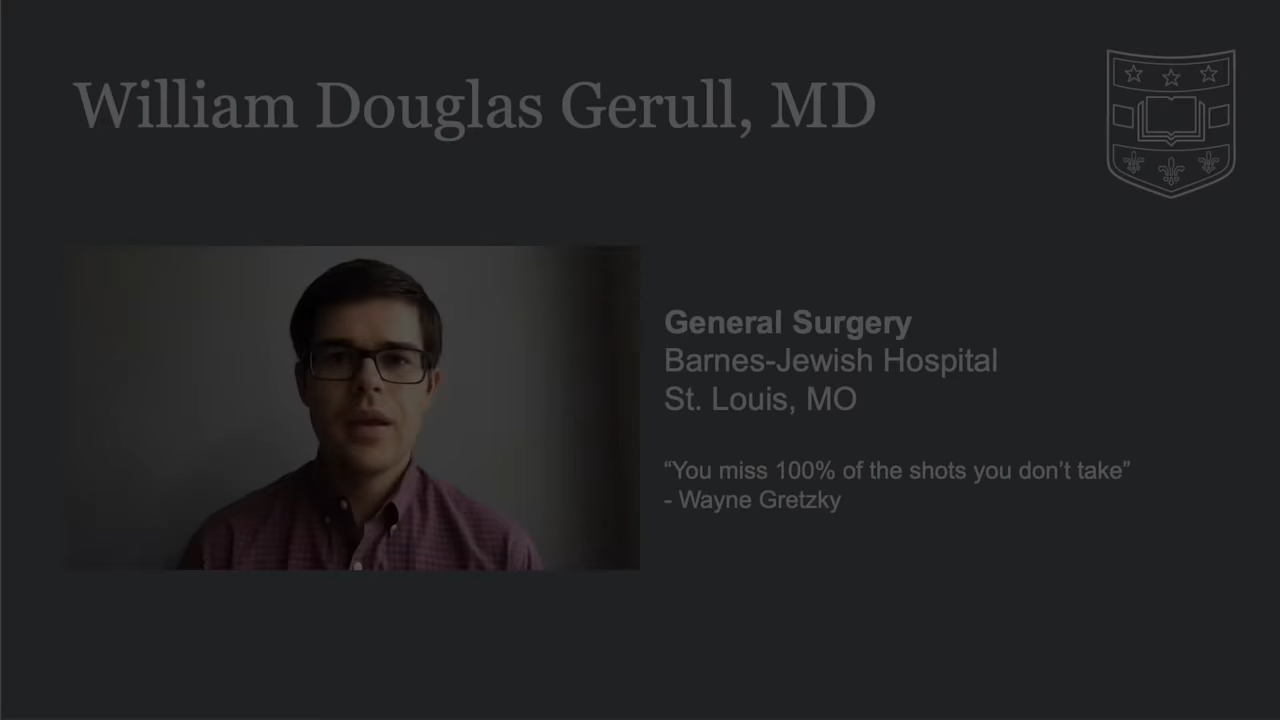 William Douglas Gerull, MD
General Surgery
Barnes-Jewish Hospital
St. Louis, MO
“You miss 100% of the shots you don’t take”
- Wayne Gretzky